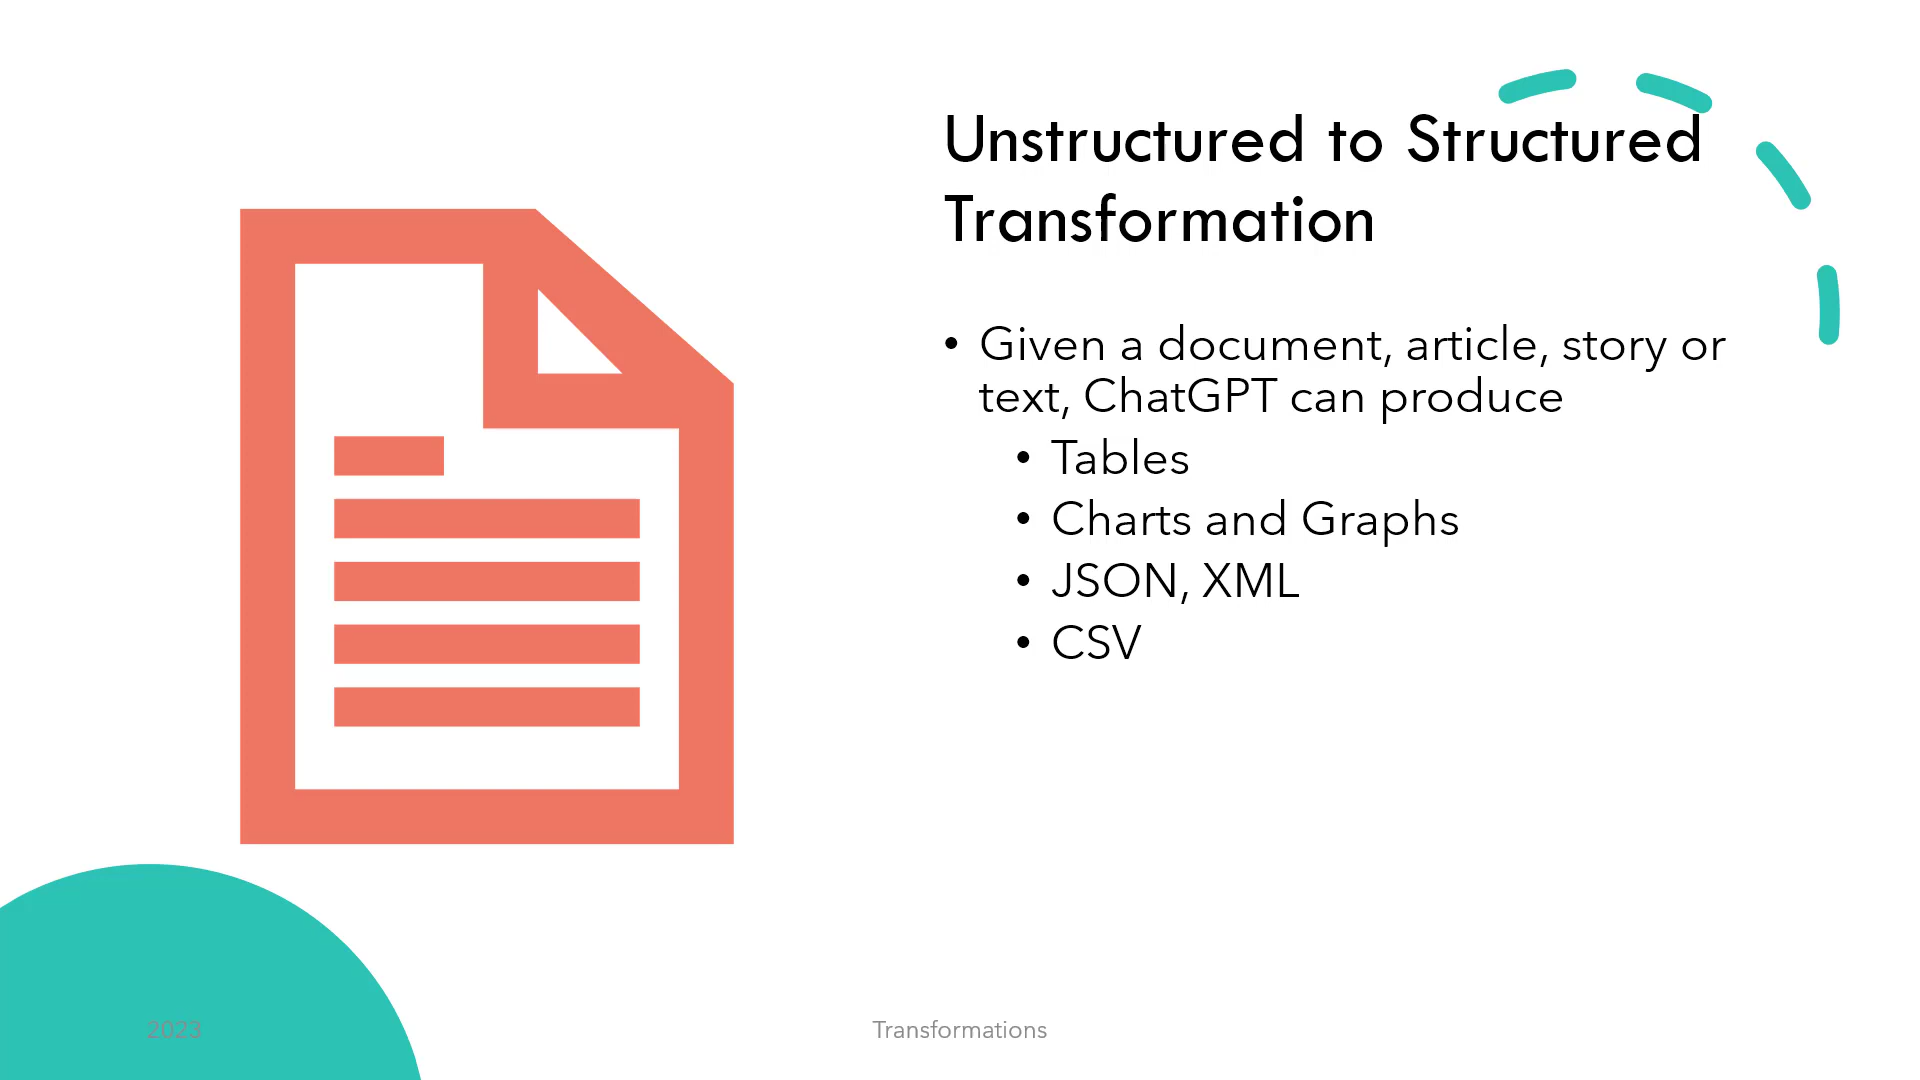 Unstructured to Structured
Transformation
• Given a document, article, story or
text, ChatGPT can produce
• Tables
• Charts and Graphs
• JSON, XML
• CSV
2023
Transformations